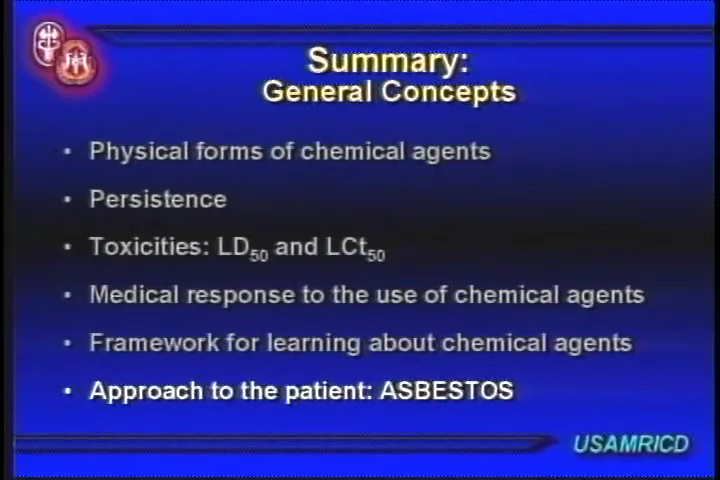 Summary:
General Concepts
• Physical forms of chemical agents
• Persistence
• Toxicities: LD50 and LCt50
• Medical response to the use of chemical agents
• Framework for learning about chemical agents
• Approach to the patient: ASBESTOS
USAMRICD